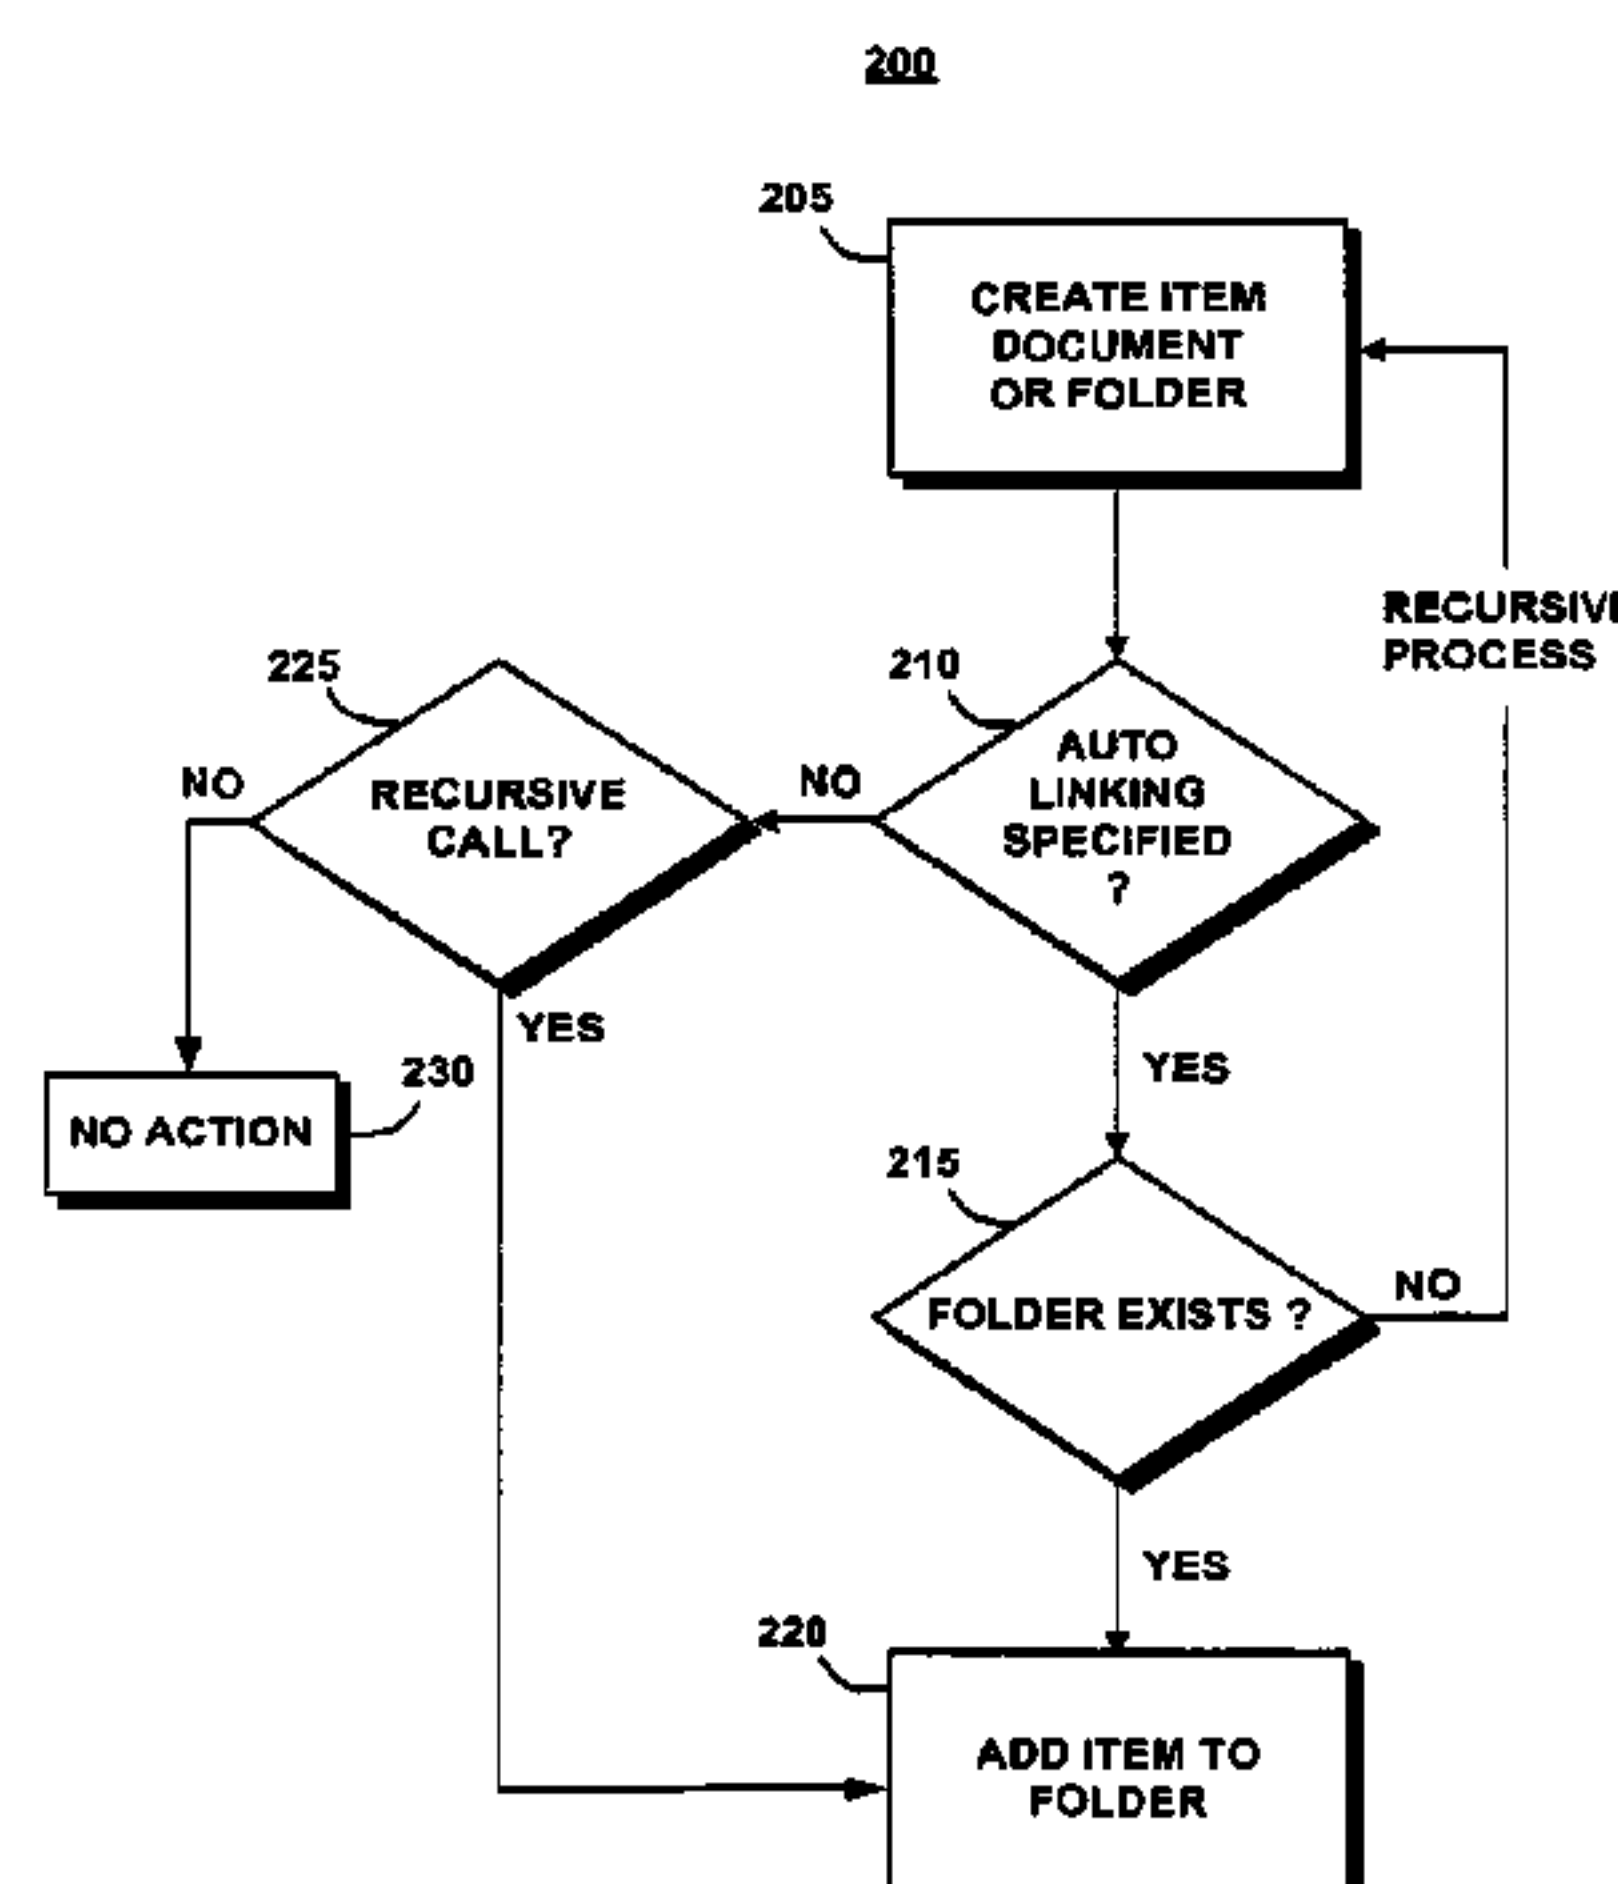 200
205
CREATE ITEM
DOCUMENT
OR FOLDER
RECURSIVE
PROCESS
225
210
NO
RECURSIVE
CALL?
NO
AUTO
LINKING
SPECIFIED
?
YES
YES
230
NO ACTION
215
FOLDER EXISTS ?
NO
YES
220
ADD ITEM TO
FOLDER